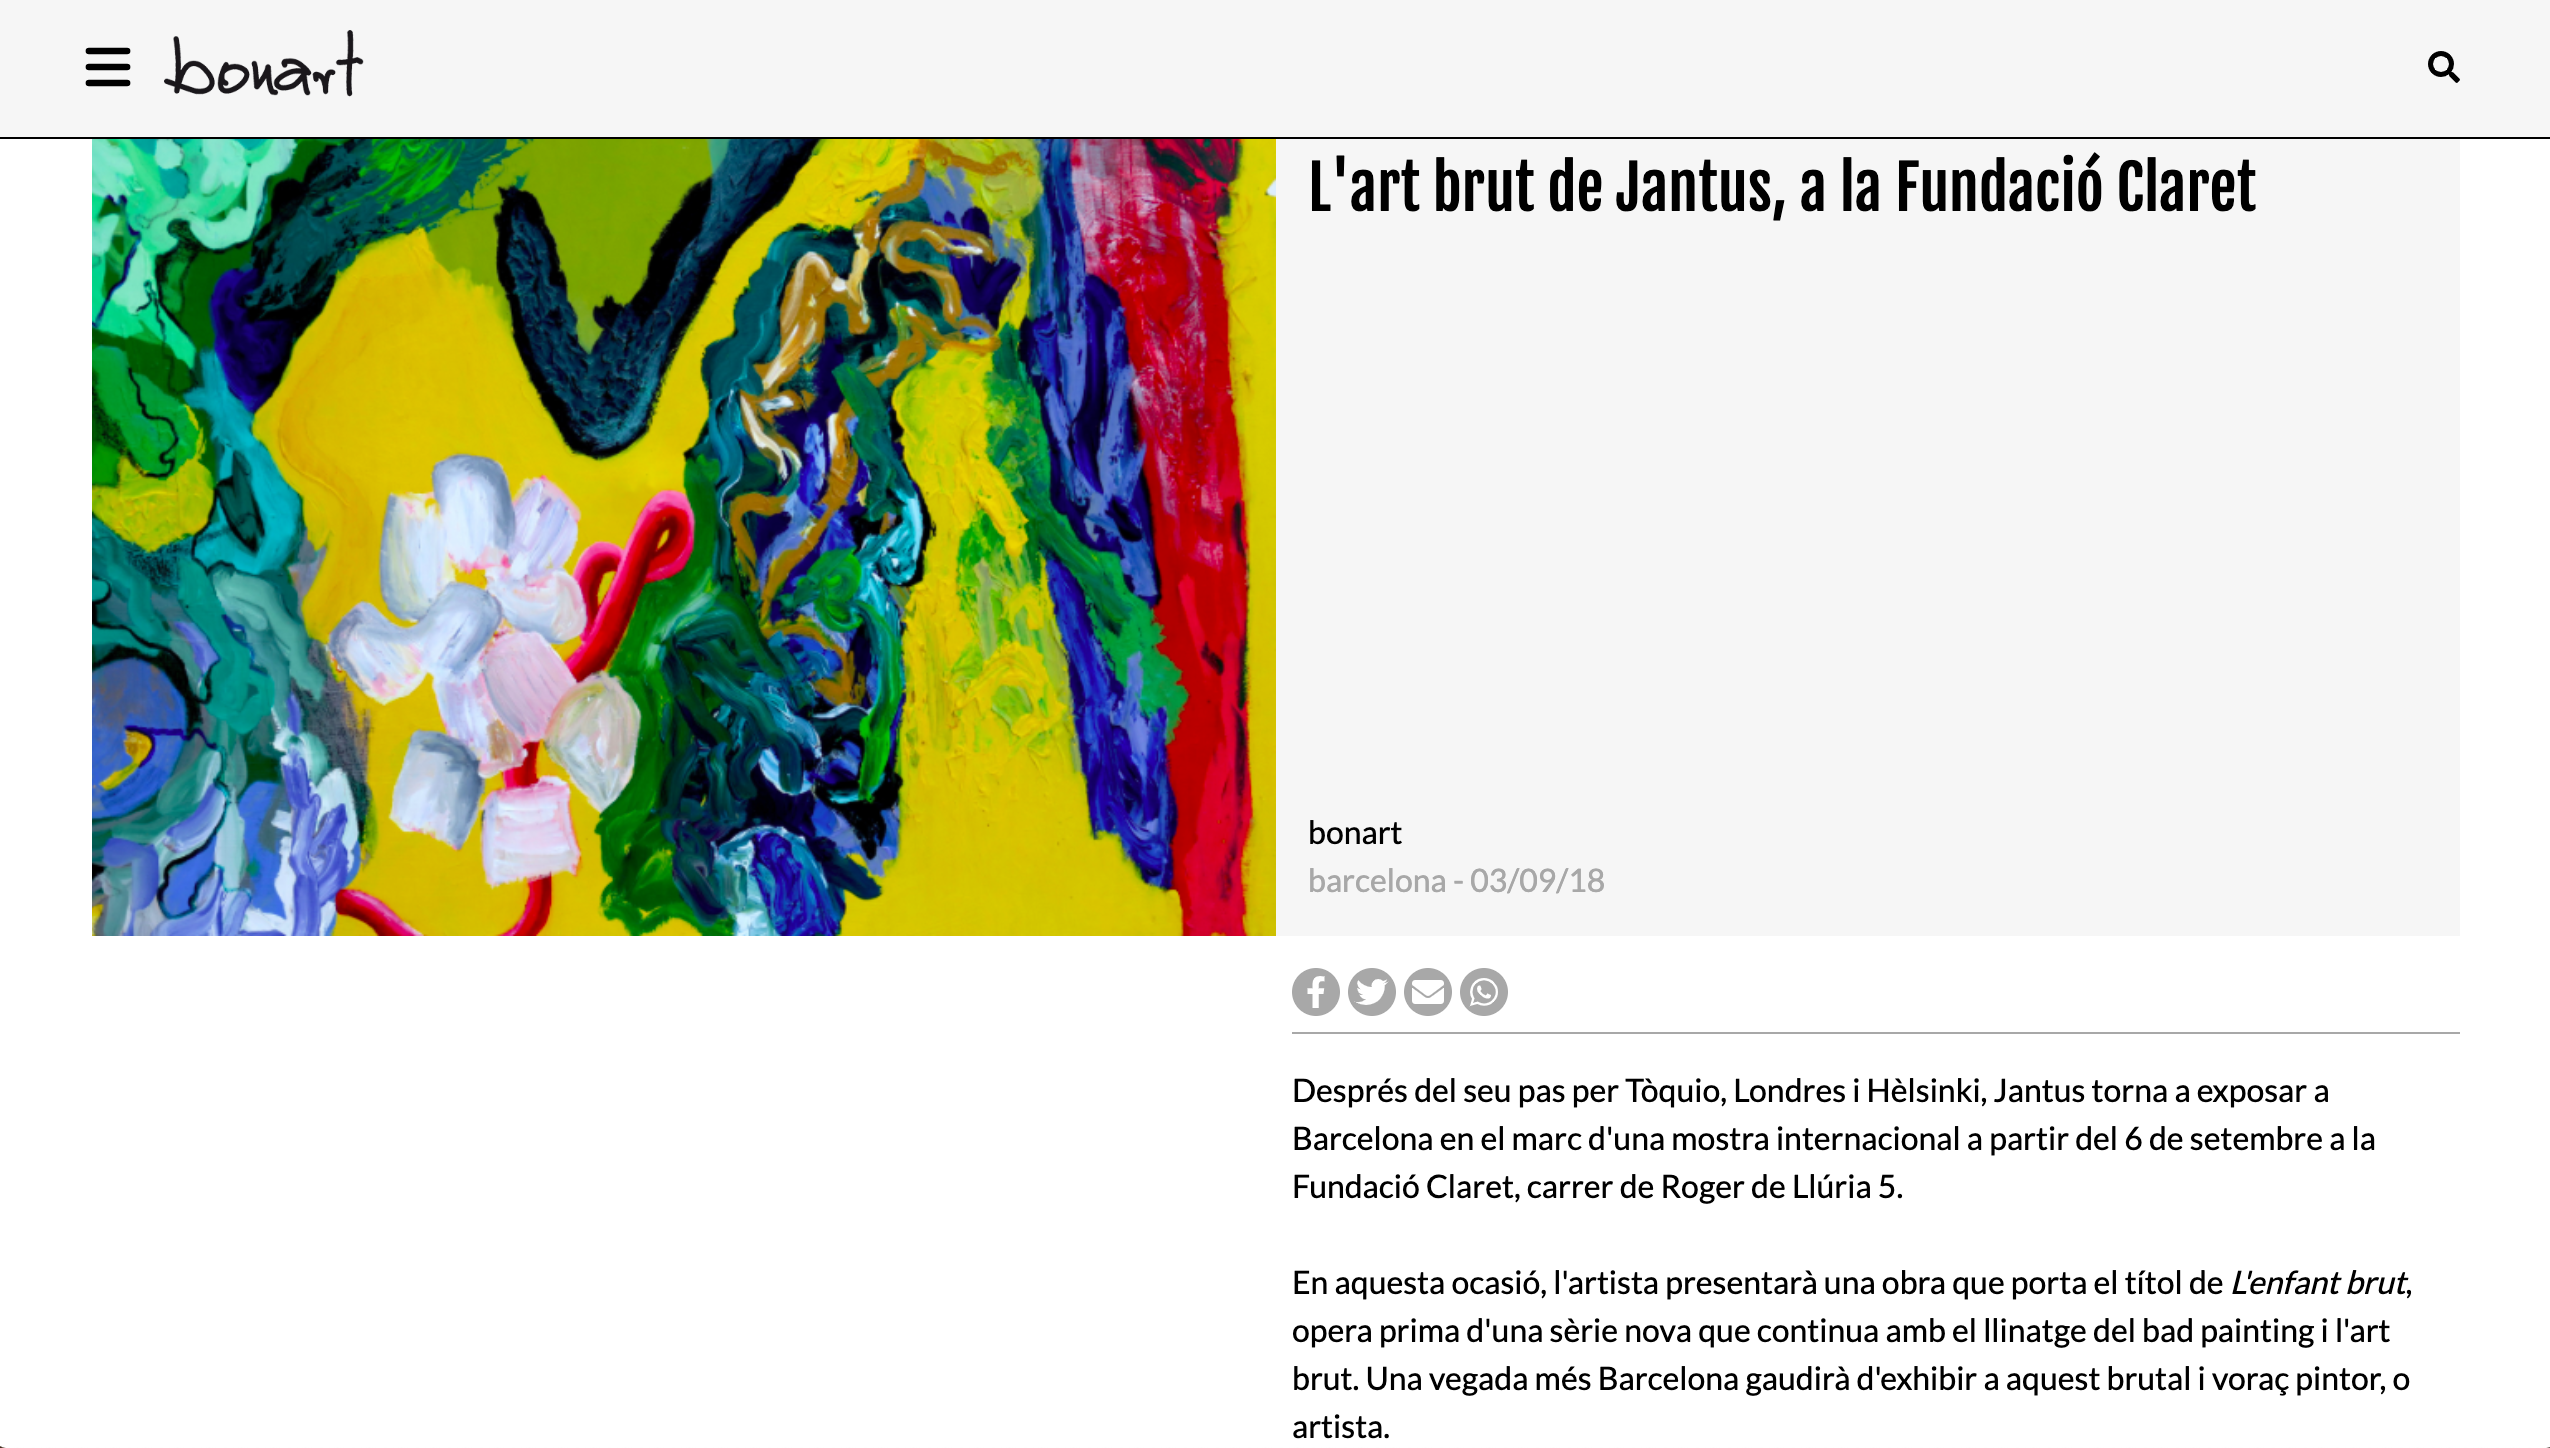 bonart
L'art brut de Jantus, a la Fundació Claret
bonart
barcelona - 03/09/18
Després del seu pas per Tòquio, Londres i Hèlsinki, Jantus torna a exposar a
Barcelona en el marc d'una mostra internacional a partir del 6 de setembre a la
Fundació Claret, carrer de Roger de Llúria 5.
En aquesta ocasió, l'artista presentarà una obra que porta el títol de L'enfant brut,
opera prima d'una sèrie nova que continua amb el llinatge del bad painting i l'art
brut. Una vegada més Barcelona gaudirà d'exhibir a aquest brutal i voraç pintor, o
artista.